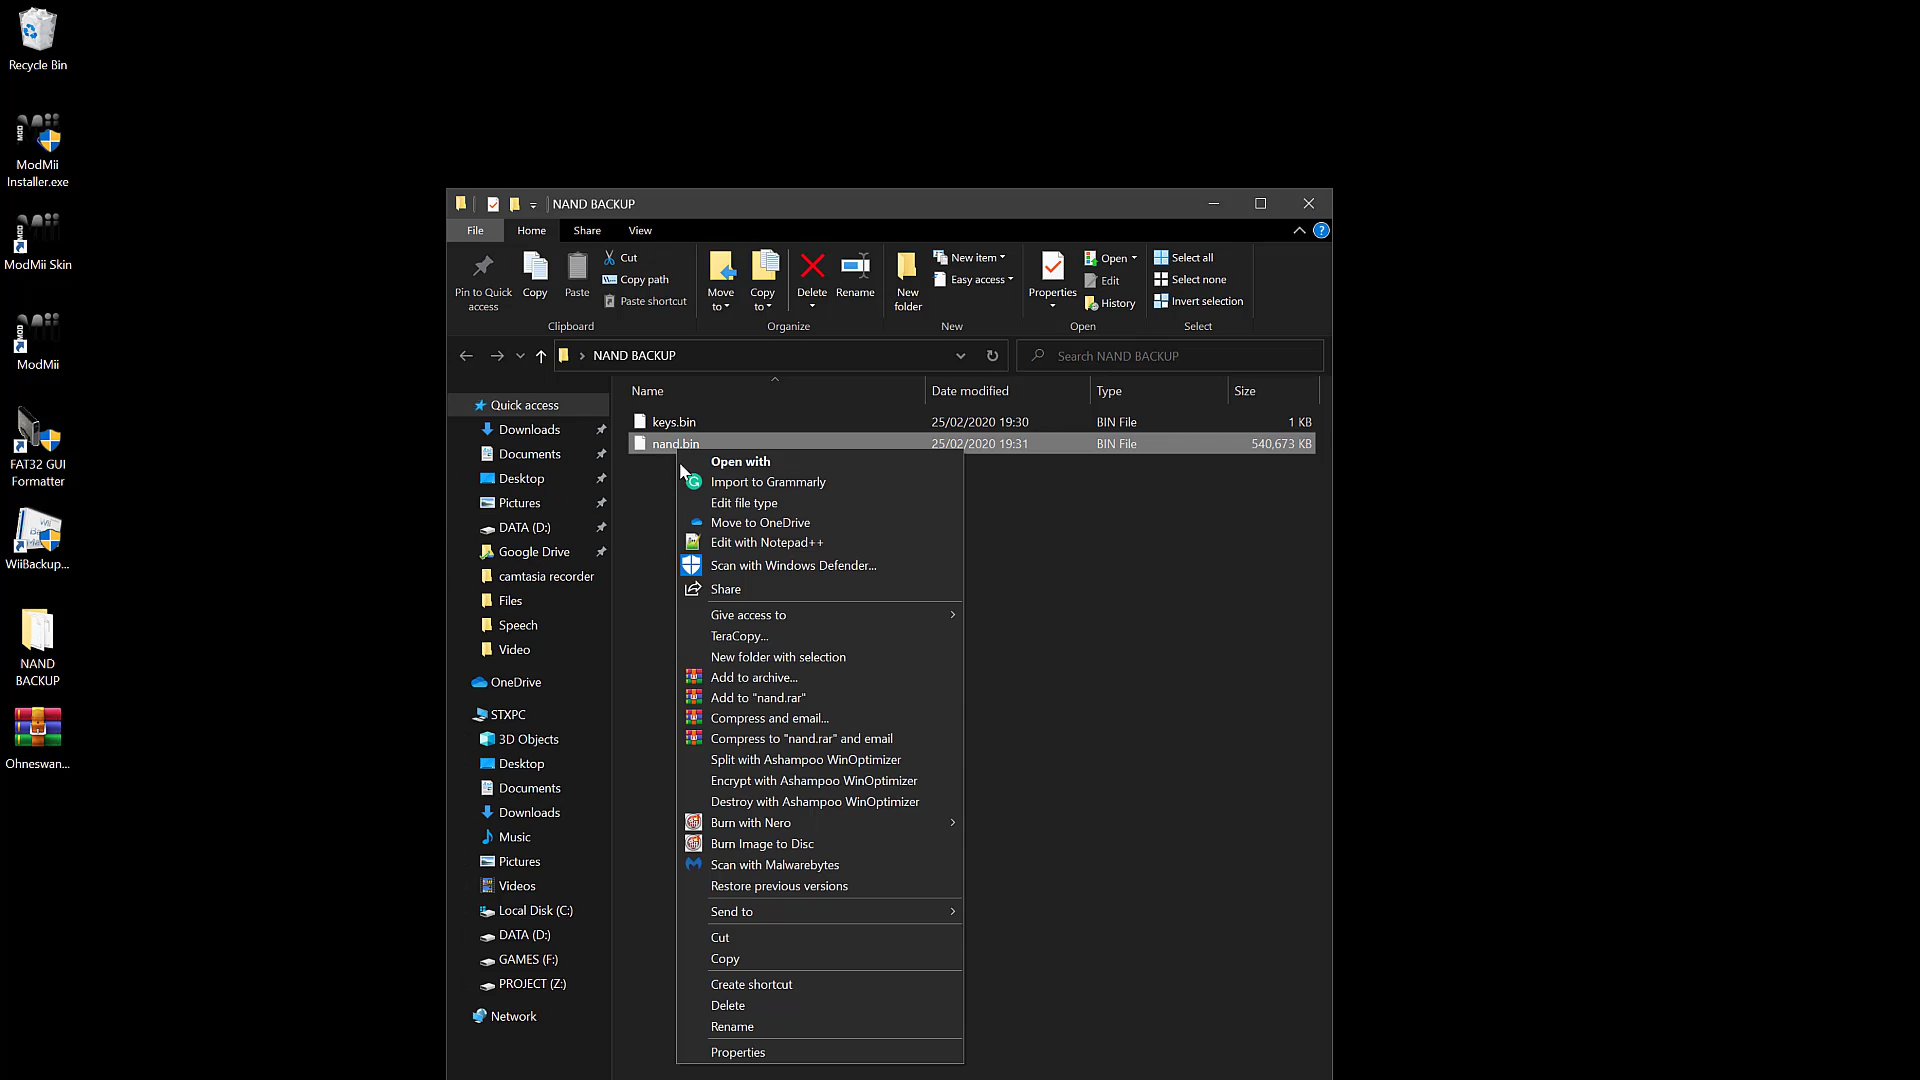 Recycle Bin
ModMii
Installer.exe
ModMii Skin
ModMii
FAT32 GUI
Formatter
WiiBackup...
NAND
BACKUP
Ohneswan...
NAND BACKUP
File Home Share View
Pin to Quick
access
Copy
Paste
Cut
Copy path
Paste shortcut
Clipboard
Move
to
Copy
to
Delete
Rename
Organize
New
folder
New item
Easy access
New
Properties
Open
Edit
History
Open
Select all
Select none
Invert selection
Select
NAND BACKUP
Search NAND BACKUP
Name Date modified Type Size
keys.bin 25/02/2020 19:30 BIN File 1 KB
nand.bin 25/02/2020 19:31 BIN File 540,673 KB
Quick access
Downloads
Documents
Desktop
Pictures
DATA (D:)
Google Drive
camtasia recorder
Files
Speech
Video
OneDrive
STXPC
3D Objects
Desktop
Documents
Downloads
Music
Pictures
Videos
Local Disk (C:)
DATA (D:)
GAMES (F:)
PROJECT (Z:)
Network
Open with
Import to Grammarly
Edit file type
Move to OneDrive
Edit with Notepad++
Scan with Windows Defender...
Share
Give access to
TeraCopy...
New folder with selection
Add to archive...
Add to "nand.rar"
Compress and email...
Compress to "nand.rar" and email
Split with Ashampoo WinOptimizer
Encrypt with Ashampoo WinOptimizer
Destroy with Ashampoo WinOptimizer
Burn with Nero
Burn Image to Disc
Scan with Malwarebytes
Restore previous versions
Send to
Cut
Copy
Create shortcut
Delete
Rename
Properties